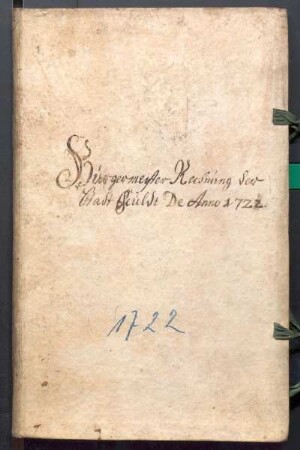 Bürgermeister Rechnung der
Stadt Fuldt De Anno 1722
1722